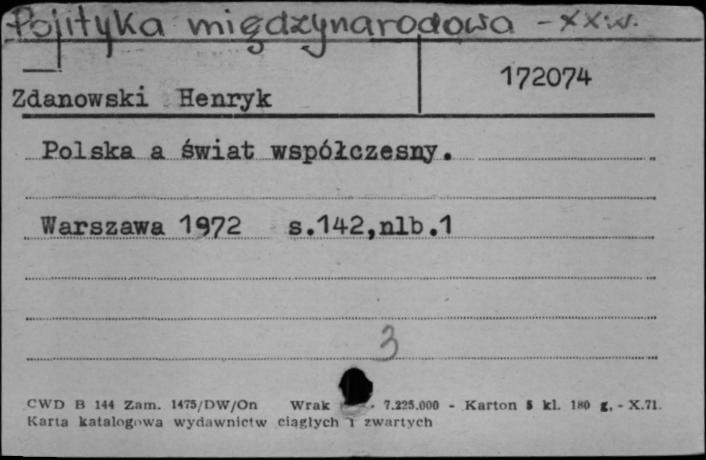 Polityka międzynarodowa - XXw.
172074
Zdanowski Henryk
Polska a świat współczesny.
Warszawa 1972 s.142,nlb.1
3
CWD B 144 Zam. 1475/DW/On Wrak 7.225.000 - Karton 5 kl. 180 g. - X.71.
Karta katalogowa wydawnictw ciągłych i zwartych